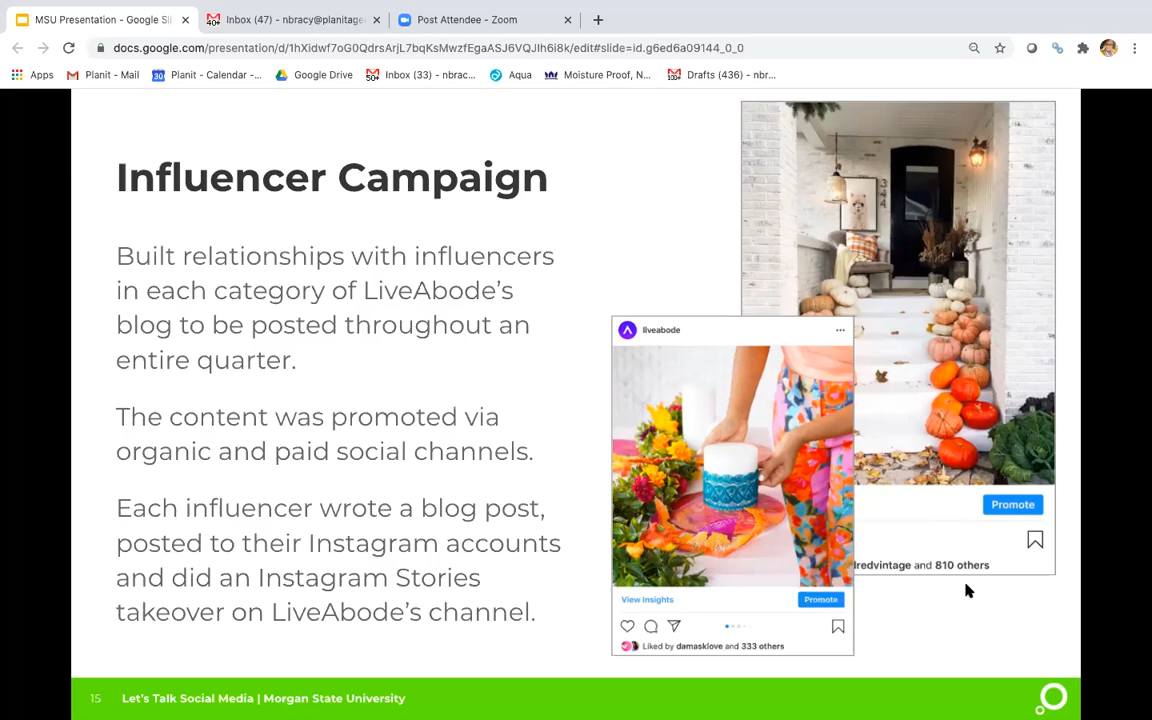 MSU Presentation - Google Sli
Inbox (47) - nbracy@planitage
Post Attendee - Zoom
docs.google.com/presentation/d/1hXidwf7oG0QdrsArjL7bqKsMwzfEgaASJ6VQJIh6i8k/edit#slide=id.g6ed6a09144_0_0
Apps
Planit - Mail
Planit - Calendar -...
Google Drive
Inbox (33) - nbrac...
Aqua
Moisture Proof, N...
Drafts (436) - nbr...
Influencer Campaign
Built relationships with influencers
in each category of LiveAbode's
blog to be posted throughout an
entire quarter.
The content was promoted via
organic and paid social channels.
Each influencer wrote a blog post,
posted to their Instagram accounts
and did an Instagram Stories
takeover on LiveAbode's channel.
344
Promote
lredvintage and 810 others
liveabode
View Insights
Promote
Liked by damasklove and 333 others
15
Let's Talk Social Media | Morgan State University